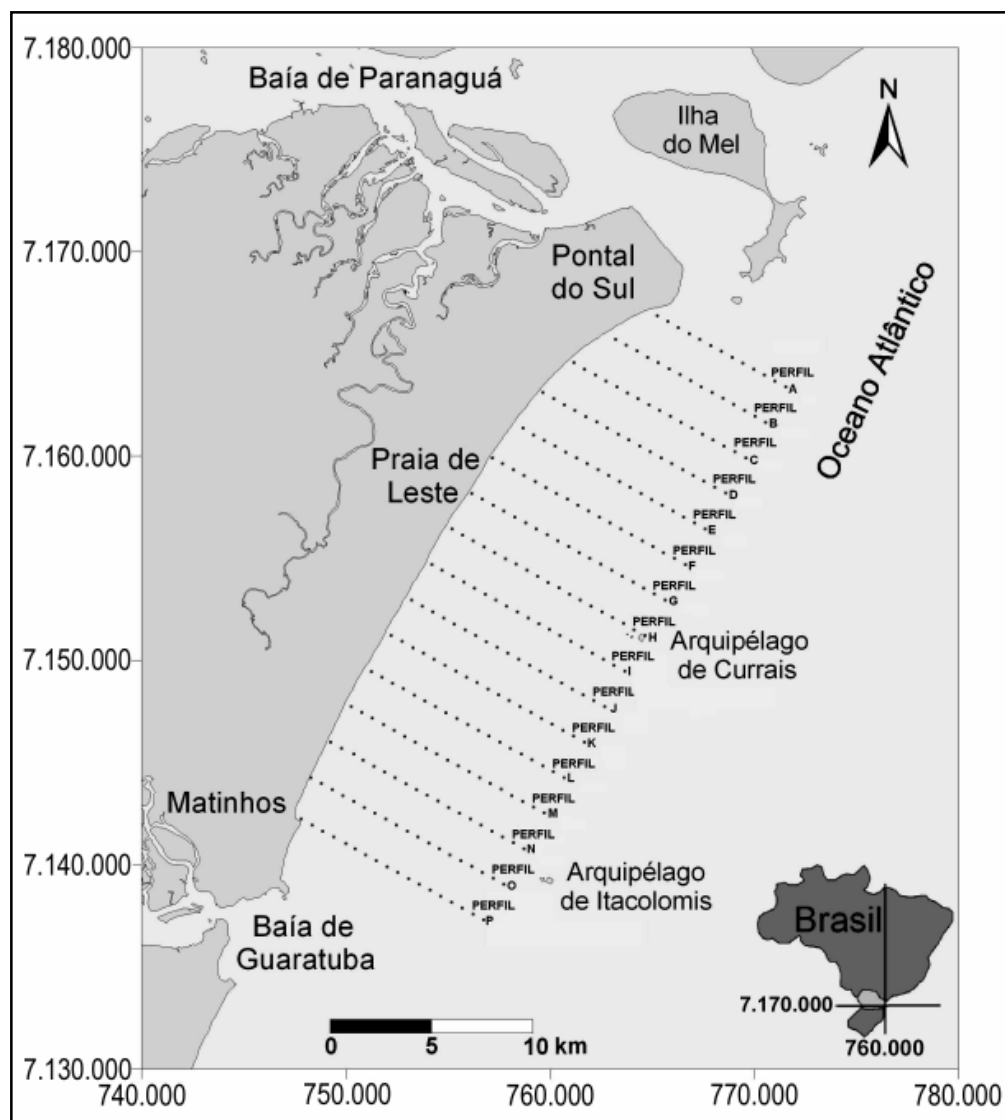 7.180.000
Baía de Paranaguá
N
Ilha
do Mel
7.170.000
Pontal
do Sul
Oceano Atlântico
PERFIL
A
PERFIL
B
7.160.000
Praia de
Leste
PERFIL
C
PERFIL
D
PERFIL
E
PERFIL
F
PERFIL
G
PERFIL
H
Arquipélago
de Currais
7.150.000
PERFIL
I
PERFIL
J
PERFIL
K
PERFIL
L
Matinhos
PERFIL
M
PERFIL
N
7.140.000
PERFIL
O
Arquipélago
de Itacolomis
PERFIL
P
Baía de
Guaratuba
Brasil
7.170.000
760.000
0 5 10 km
7.130.000
740.000 750.000 760.000 770.000 780.000